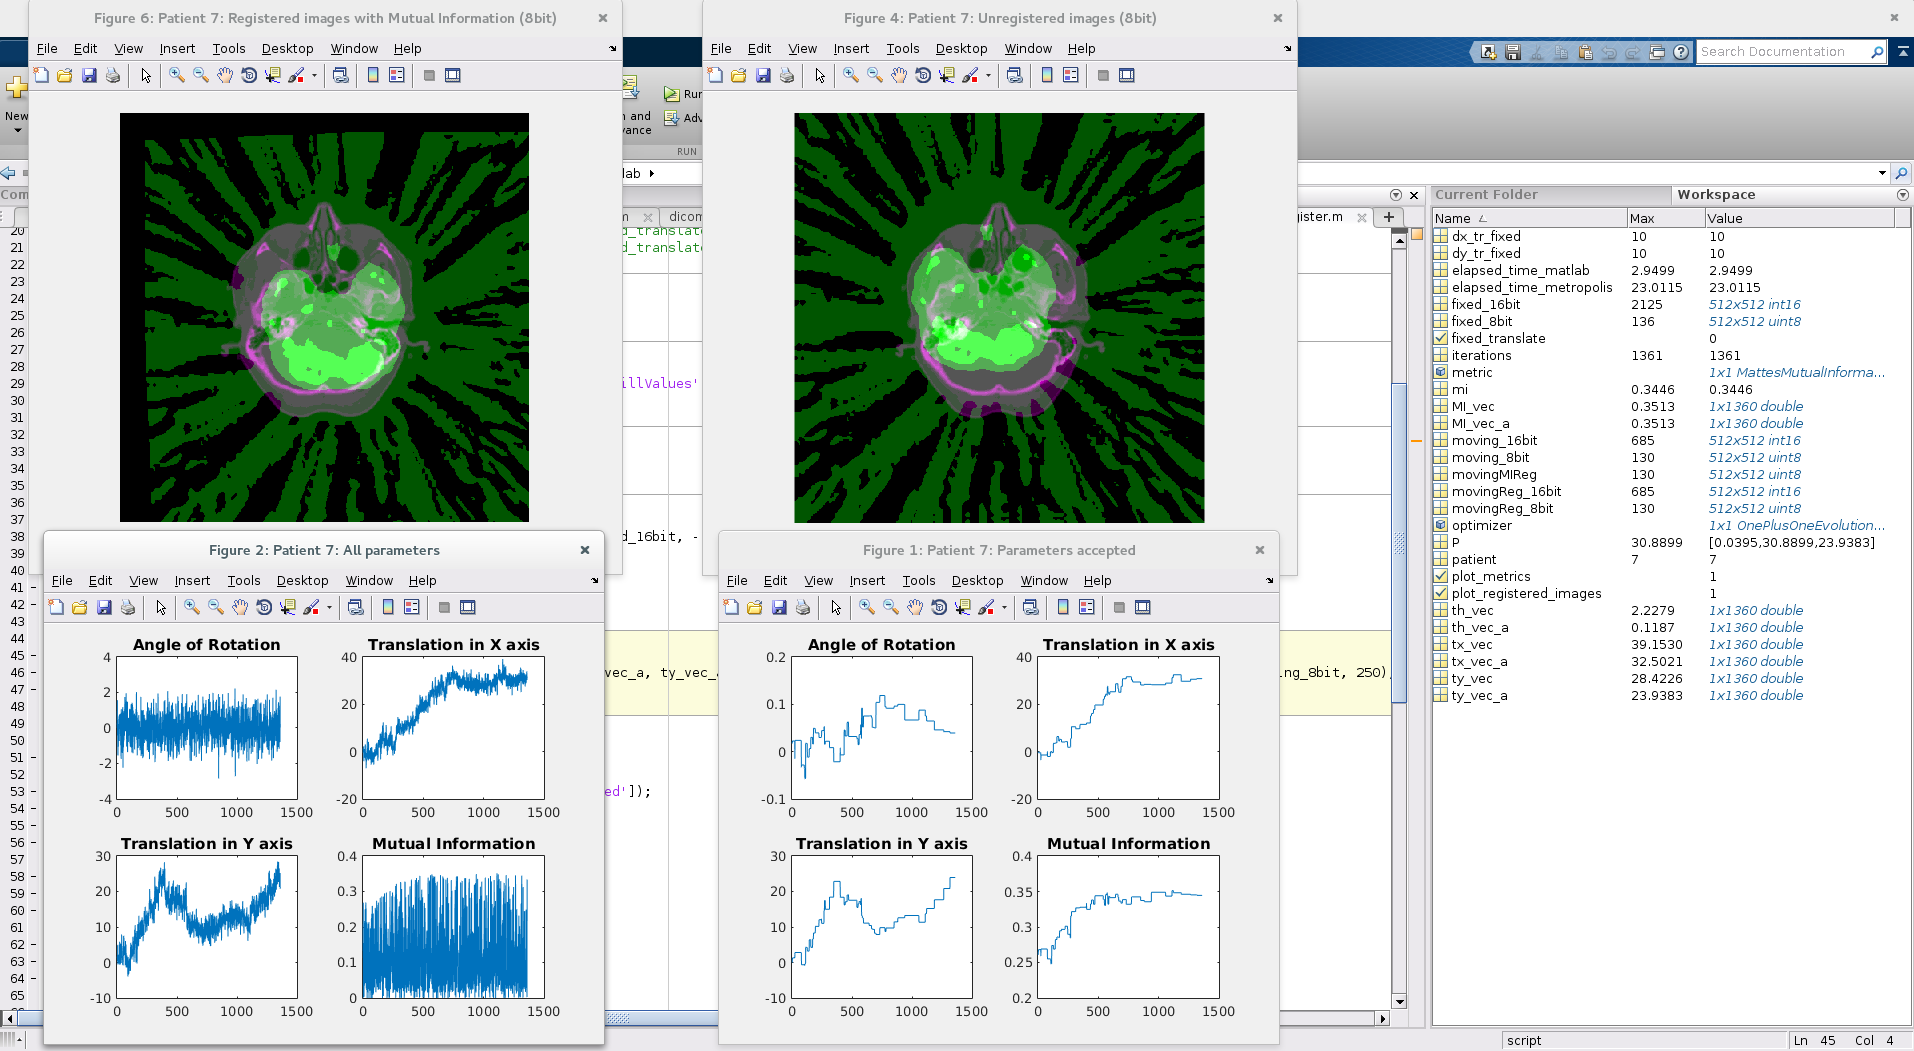 Figure 6: Patient 7: Registered images with Mutual Information (8bit)
File Edit View Insert Tools Desktop Window Help
Figure 4: Patient 7: Unregistered images (8bit)
File Edit View Insert Tools Desktop Window Help
Search Documentation
New
Run
n and
vance
Adv
RUN
lab
Com
m
dicom
gister.m
+
20
21
22
23
24
25
26
27
28
29
30
31
32
33
34
35
36
37
38
39
40
41
42
43
44
45
46
47
48
49
50
51
52
53
54
55
56
57
58
59
60
61
62
63
64
65
d_translate
d_translate
illValues'
d_16bit, -
vec_a, ty_vec_
ng_8bit, 250)
ed']);
Figure 2: Patient 7: All parameters
File Edit View Insert Tools Desktop Window Help
Angle of Rotation
4
2
0
-2
-4
0 500 1000 1500
Translation in X axis
40
20
0
-20
0 500 1000 1500
Translation in Y axis
30
20
10
0
-10
0 500 1000 1500
Mutual Information
0.4
0.3
0.2
0.1
0
0 500 1000 1500
Figure 1: Patient 7: Parameters accepted
File Edit View Insert Tools Desktop Window Help
Angle of Rotation
0.2
0.1
0
-0.1
0 500 1000 1500
Translation in X axis
40
20
0
-20
0 500 1000 1500
Translation in Y axis
30
20
10
0
-10
0 500 1000 1500
Mutual Information
0.4
0.35
0.3
0.25
0.2
0 500 1000 1500
Current Folder Workspace
Name Max Value
dx_tr_fixed 10 10
dy_tr_fixed 10 10
elapsed_time_matlab 2.9499 2.9499
elapsed_time_metropolis 23.0115 23.0115
fixed_16bit 2125 512x512 int16
fixed_8bit 136 512x512 uint8
fixed_translate 0
iterations 1361 1361
metric 1x1 MattesMutualInforma...
mi 0.3446 0.3446
MI_vec 0.3513 1x1360 double
MI_vec_a 0.3513 1x1360 double
moving_16bit 685 512x512 int16
moving_8bit 130 512x512 uint8
movingMIReg 130 512x512 uint8
movingReg_16bit 685 512x512 int16
movingReg_8bit 130 512x512 uint8
optimizer 1x1 OnePlusOneEvolution...
P 30.8899 [0.0395,30.8899,23.9383]
patient 7 7
plot_metrics 1
plot_registered_images 1
th_vec 2.2279 1x1360 double
th_vec_a 0.1187 1x1360 double
tx_vec 39.1530 1x1360 double
tx_vec_a 32.5021 1x1360 double
ty_vec 28.4226 1x1360 double
ty_vec_a 23.9383 1x1360 double
script
Ln 45 Col 4